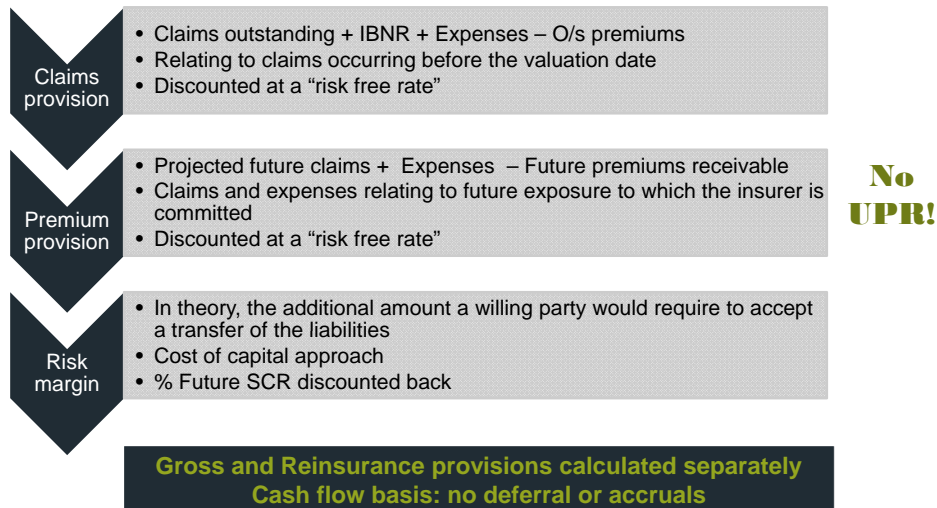 Claims
provision
• Claims outstanding + IBNR + Expenses – O/s premiums
• Relating to claims occurring before the valuation date
• Discounted at a “risk free rate”
Premium
provision
• Projected future claims + Expenses – Future premiums receivable
• Claims and expenses relating to future exposure to which the insurer is
committed
• Discounted at a “risk free rate”
No
UPR!
Risk
margin
• In theory, the additional amount a willing party would require to accept
a transfer of the liabilities
• Cost of capital approach
• % Future SCR discounted back
Gross and Reinsurance provisions calculated separately
Cash flow basis: no deferral or accruals